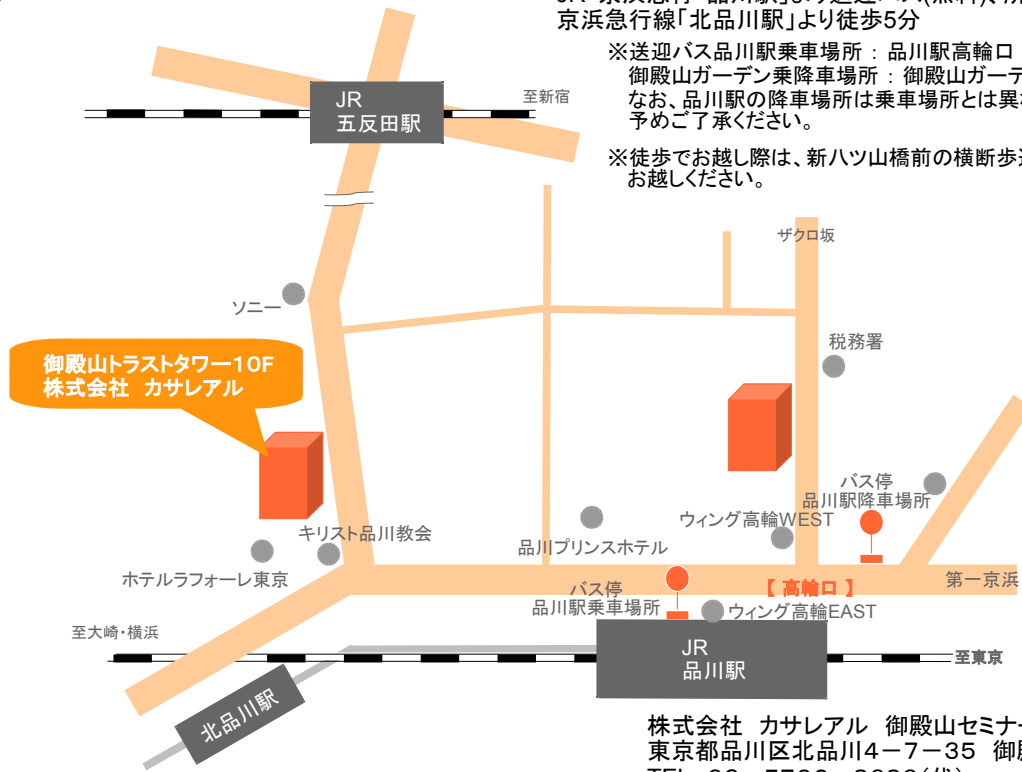 京浜急行線「北品川駅」より徒歩5分
※送迎バス品川駅乗車場所 : 品川駅高輪口
御殿山ガーデン乗降車場所 : 御殿山ガーデ
なお、品川駅の降車場所は乗車場所とは異
予めご了承ください。
※徒歩でお越し際は、新八ツ山橋前の横断歩
お越しください。
JR
五反田駅
至新宿
ザクロ坂
ソニー
税務署
御殿山トラストタワー10F
株式会社 カサレアル
バス停
品川駅降車場所
ウィング高輪WEST
キリスト品川教会
品川プリンスホテル
ホテルラフォーレ東京
【 高輪口 】
第一京浜
バス停
品川駅乗車場所
ウィング高輪EAST
至大崎・横浜
JR
品川駅
至東京
北品川駅
株式会社 カサレアル 御殿山セミナ
東京都品川区北品川4-7-35 御殿